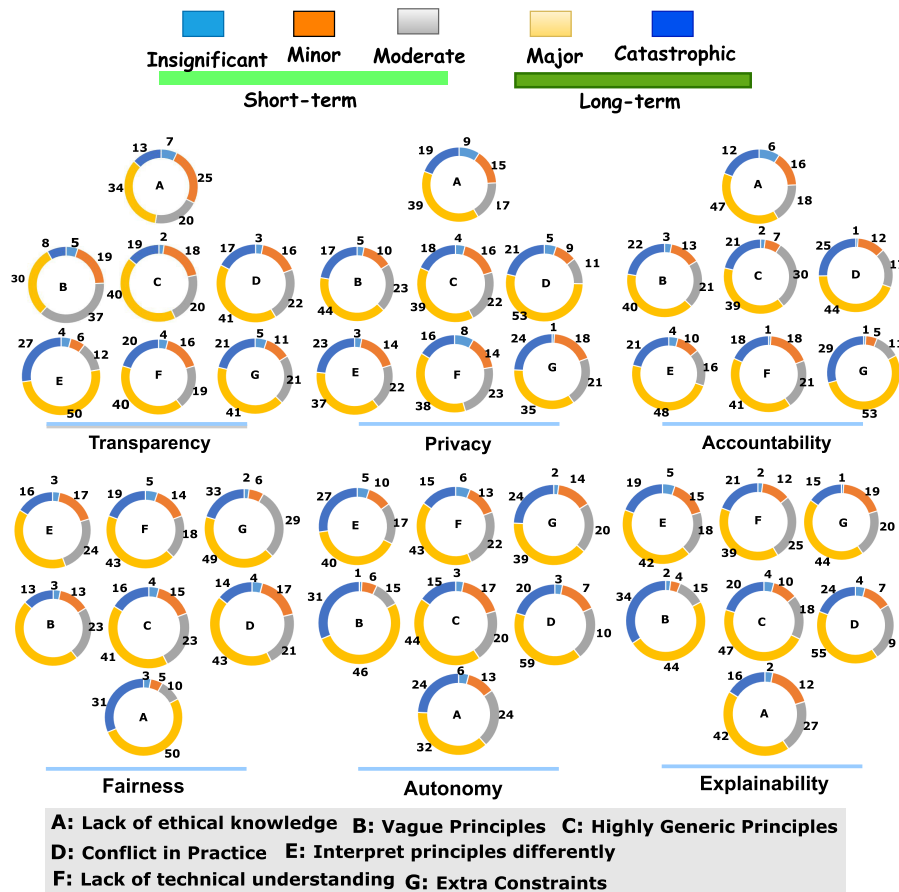 Insignificant Minor Moderate Major Catastrophic
Short-term Long-term
13 7 9 12 6
19 15 16
A 25 A A
34 39 17 47 18
20
8 5 19 2 18 17 3 16 17 5 10 18 4 16 21 5 9 22 3 13 21 2 7 25 1 12
19 11 17
30 B C D B C D B C D
40 20 22 23 22 21 30
37 41 44 39 53 40 39 44
27 4 6 20 4 16 21 5 11 23 3 14 16 8 14 24 1 18 21 4 10 18 1 18 29 1 5 11
12
E F G E F G E F G
19 21 22 23 21 16 21
50 40 41 37 38 35 48 41 53
Transparency Privacy Accountability
16 3 17 19 5 14 33 2 6 27 5 10 15 6 13 24 2 14 19 5 15 21 2 12 15 1 19
E F G E F G E F G
24 18 29 17 22 20 18 25 20
43 49 40 43 39 42 39 44
13 3 13 16 4 15 14 4 17 31 1 6 15 15 3 17 20 3 7 34 2 4 15 20 4 10 24 4 7
B C D B C D B C D
23 23 21 20 10 18 9
41 43 46 44 59 44 47 55
31 3 5 10 24 6 13 16 2 12
A A A
24 27
50 32 42
Fairness Autonomy Explainability
A: Lack of ethical knowledge B: Vague Principles C: Highly Generic Principles
D: Conflict in Practice E: Interpret principles differently
F: Lack of technical understanding G: Extra Constraints